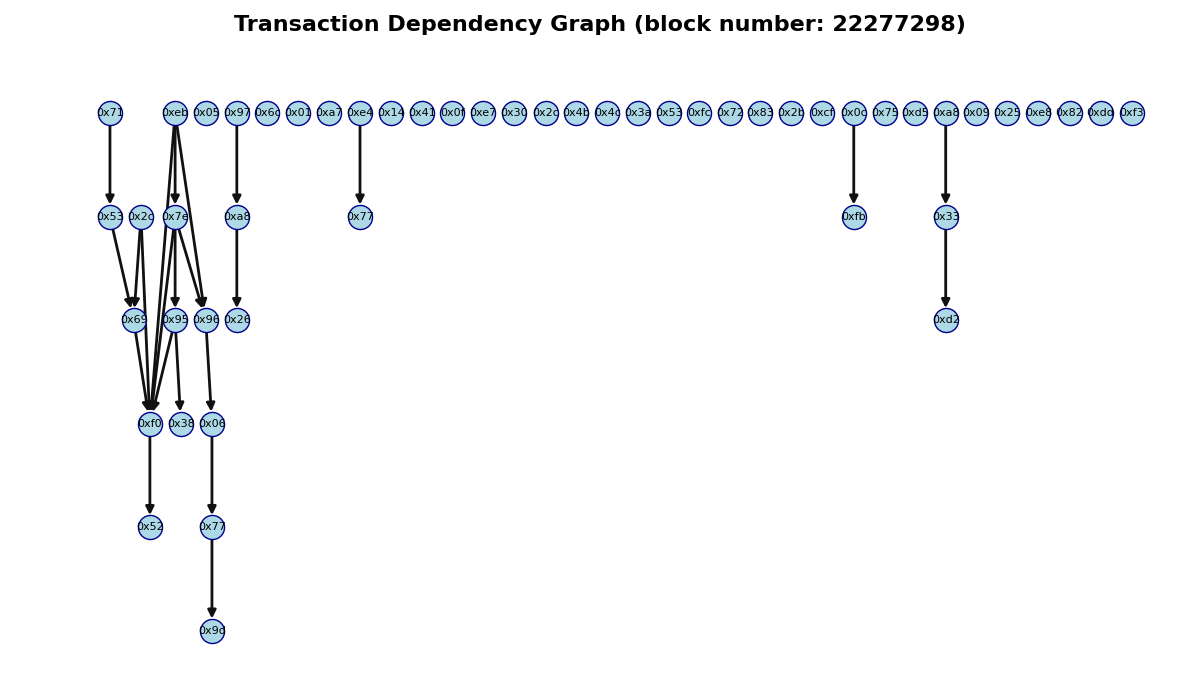 Transaction Dependency Graph (block number: 22277298)
0x71 0xeb 0x05 0x97 0x6c 0x01 0xa7 0xe4 0x14 0x41 0x0f 0xe7 0x30 0x2c 0x4b 0x4c 0x3a 0x53 0xfc 0x72 0x83 0x2b 0xcf 0x0c 0x75 0xd5 0xa8 0x09 0x25 0xe8 0x82 0xdd 0xf3
0x53 0x7e 0xa8 0x77 0xfb 0x33
0x69 0x95 0x96 0x26 0xd2
0xf0 0x38 0x06
0x52 0x77